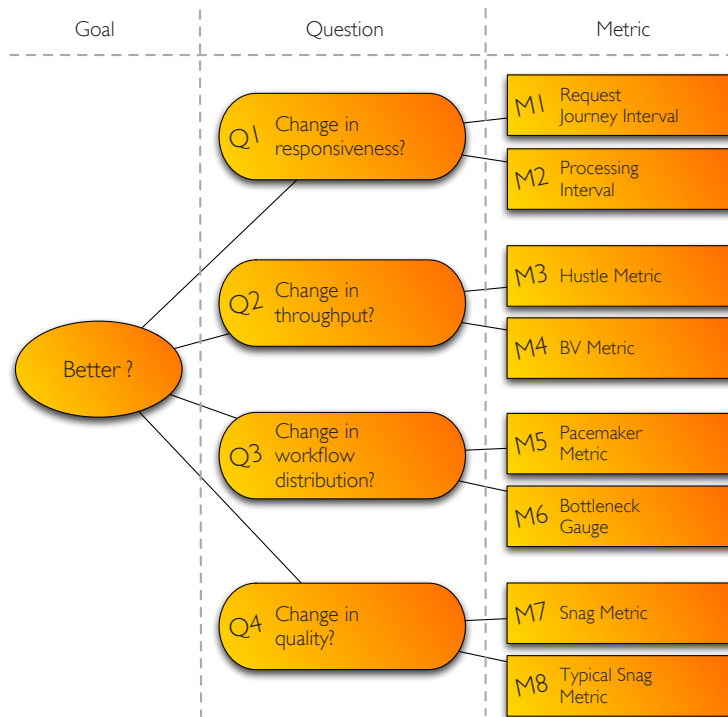 Goal
Question
Metric
Better ?
Q1
Change in
responsiveness?
M1
Request
Journey Interval
M2
Processing
Interval
Q2
Change in
throughput?
M3
Hustle Metric
M4
BV Metric
Q3
Change in
workflow
distribution?
M5
Pacemaker
Metric
M6
Bottleneck
Gauge
Q4
Change in
quality?
M7
Snag Metric
M8
Typical Snag
Metric